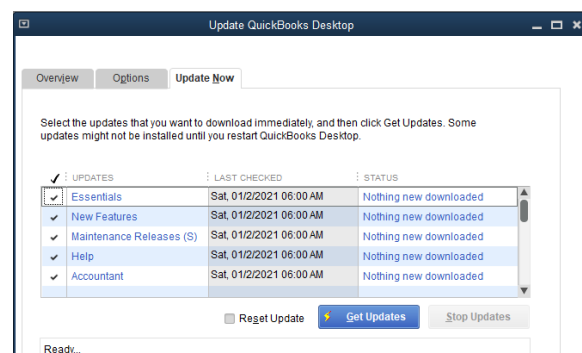 Update QuickBooks Desktop
Overview Options Update Now
Select the updates that you want to download immediately, and then click Get Updates. Some
updates might not be installed until you restart QuickBooks Desktop.
UPDATES LAST CHECKED STATUS
Essentials Sat, 01/2/2021 06:00 AM Nothing new downloaded
New Features Sat, 01/2/2021 06:00 AM Nothing new downloaded
Maintenance Releases (S) Sat, 01/2/2021 06:00 AM Nothing new downloaded
Help Sat, 01/2/2021 06:00 AM Nothing new downloaded
Accountant Sat, 01/2/2021 06:00 AM Nothing new downloaded
Reset Update Get Updates Stop Updates
Ready...